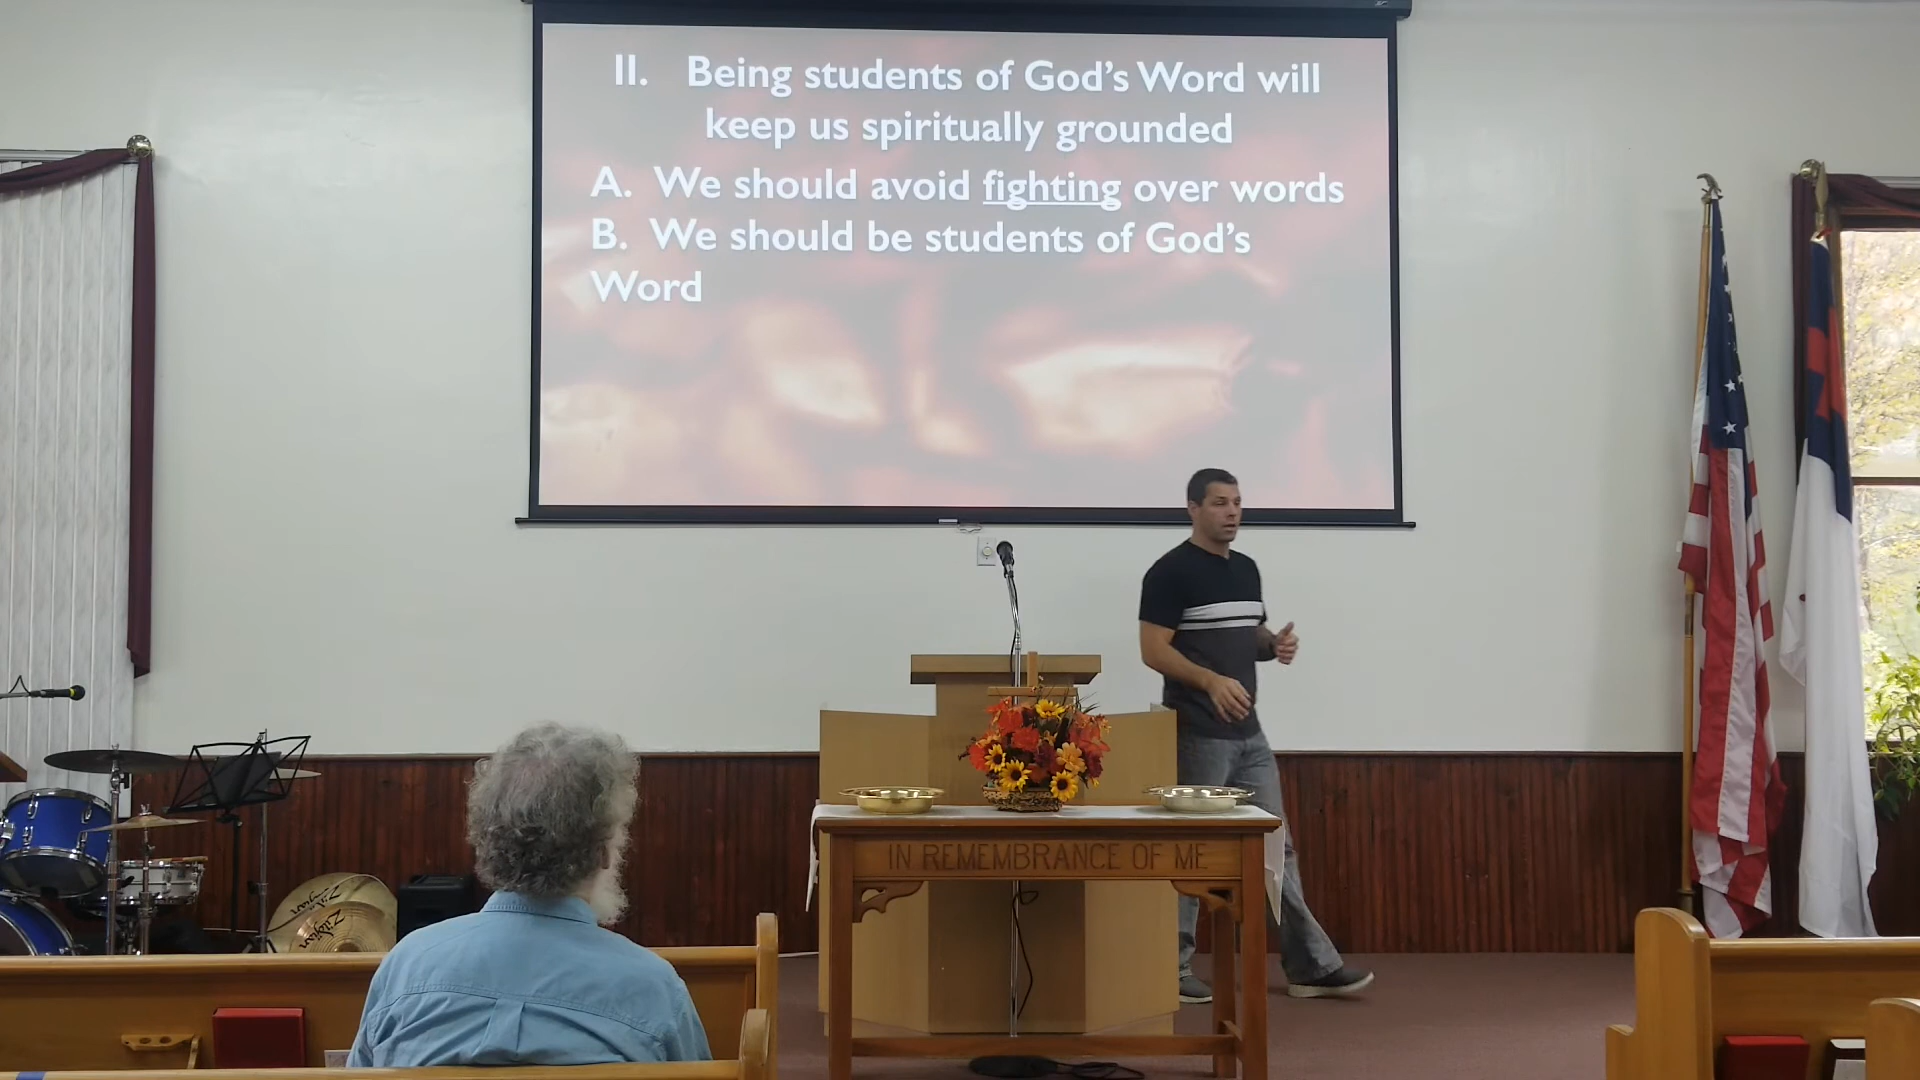 II. Being students of God's Word will
keep us spiritually grounded
A. We should avoid fighting over words
B. We should be students of God's
Word
IN REMEMBRANCE OF ME
Zildjian
Zildjian